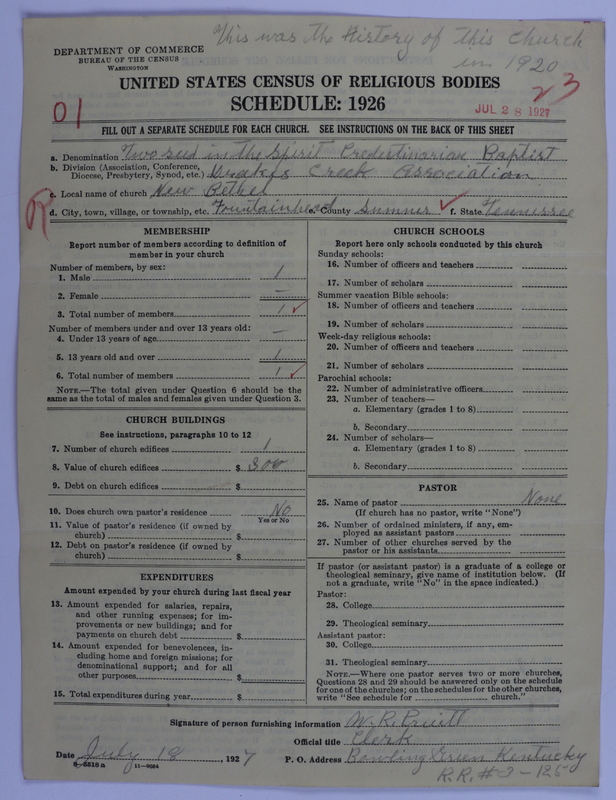 This was the History of This Church
in 1920
DEPARTMENT OF COMMERCE
BUREAU OF THE CENSUS
WASHINGTON
UNITED STATES CENSUS OF RELIGIOUS BODIES
SCHEDULE: 1926
01
JUL 28 1927
23
FILL OUT A SEPARATE SCHEDULE FOR EACH CHURCH. SEE INSTRUCTIONS ON THE BACK OF THIS SHEET
a. Denomination Two seed in the Spirit Predestinarian Baptist
b. Division (Association, Conference,
Diocese, Presbytery, Synod, etc.) Creek Association
c. Local name of church New Bethel
R
d. City, town, village, or township, etc. Fountainhead e. County Sumner ✓ f. State Tennessee
MEMBERSHIP
Report number of members according to definition of
member in your church
Number of members, by sex:
1. Male 1
2. Female —
3. Total number of members 1 ✓
Number of members under and over 13 years old:
4. Under 13 years of age —
5. 13 years old and over 1
6. Total number of members 1 ✓
NOTE.—The total given under Question 6 should be the
same as the total of males and females given under Question 3.
CHURCH BUILDINGS
See instructions, paragraphs 10 to 12
7. Number of church edifices 1
8. Value of church edifices $ 300
9. Debt on church edifices $
10. Does church own pastor's residence No
Yes or No
11. Value of pastor's residence (if owned by
church) $
12. Debt on pastor's residence (if owned by
church) $
EXPENDITURES
Amount expended by your church during last fiscal year
13. Amount expended for salaries, repairs,
and other running expenses; for im-
provements or new buildings; and for
payments on church debt $
14. Amount expended for benevolences, in-
cluding home and foreign missions; for
denominational support; and for all
other purposes $
15. Total expenditures during year $
CHURCH SCHOOLS
Report here only schools conducted by this church
Sunday schools:
16. Number of officers and teachers
17. Number of scholars
Summer vacation Bible schools:
18. Number of officers and teachers
19. Number of scholars
Week-day religious schools:
20. Number of officers and teachers
21. Number of scholars
Parochial schools:
22. Number of administrative officers
23. Number of teachers—
a. Elementary (grades 1 to 8)
b. Secondary
24. Number of scholars—
a. Elementary (grades 1 to 8)
b. Secondary
PASTOR
25. Name of pastor None
(If church has no pastor, write "None")
26. Number of ordained ministers, if any, em-
ployed as assistant pastors
27. Number of other churches served by the
pastor or his assistants
If pastor (or assistant pastor) is a graduate of a college or
theological seminary, give name of institution below. (If
not a graduate, write "No" in the space indicated.)
Pastor:
28. College
29. Theological seminary
Assistant pastor:
30. College
31. Theological seminary
NOTE.—Where one pastor serves two or more churches,
Questions 28 and 29 should be answered only on the schedule
for one of the churches; on the schedules for the other churches,
write "See schedule for church."
Signature of person furnishing information W. R. Pruitt
Official title Clerk
Date July 18, 1927 P. O. Address Bowling Green Kentucky
8-5518 a 11-9084 R. R. # 2 - 125